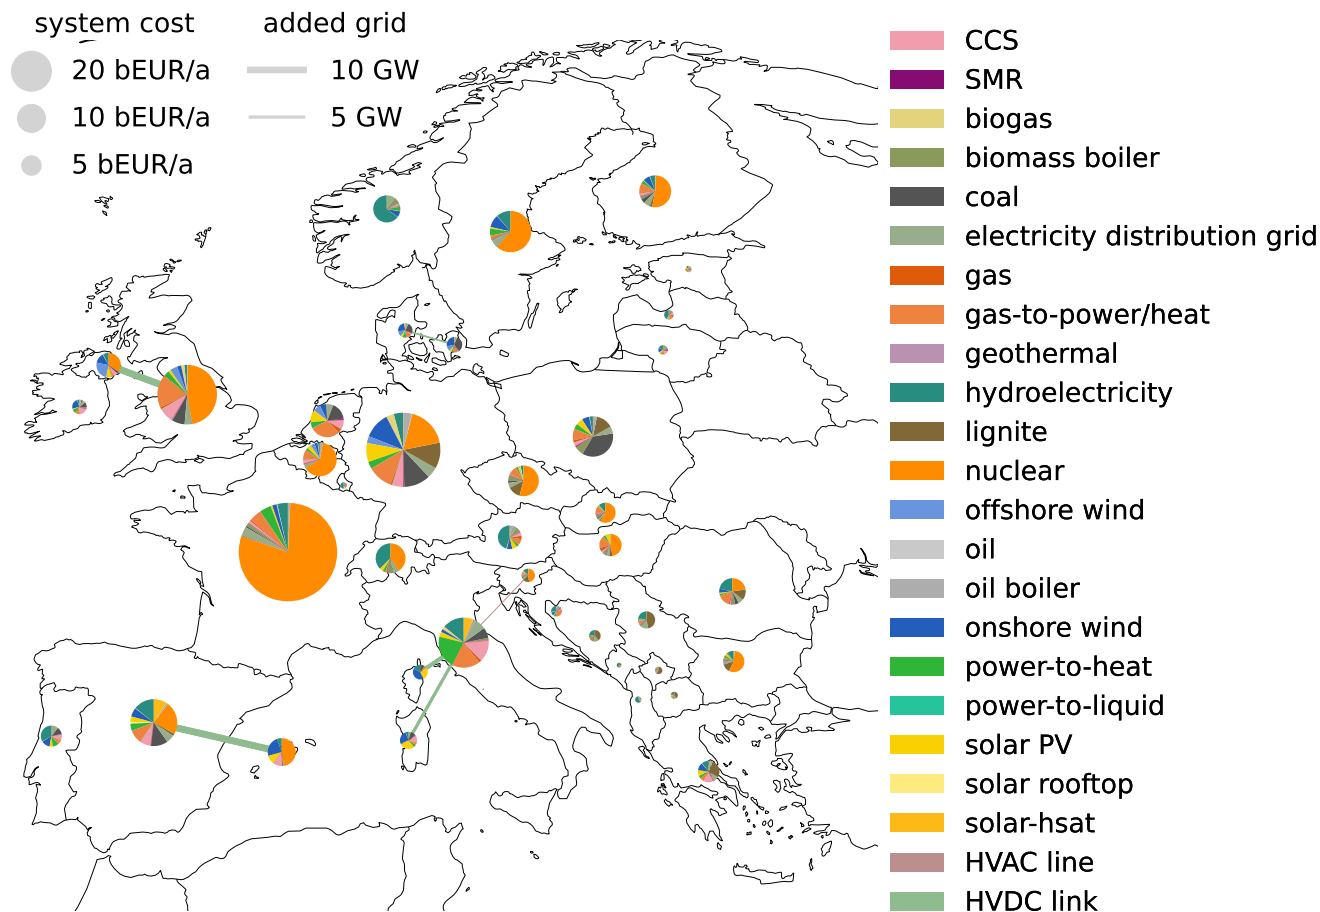 system cost
20 bEUR/a
10 bEUR/a
5 bEUR/a
added grid
10 GW
5 GW
CCS
SMR
biogas
biomass boiler
coal
electricity distribution grid
gas
gas-to-power/heat
geothermal
hydroelectricity
lignite
nuclear
offshore wind
oil
oil boiler
onshore wind
power-to-heat
power-to-liquid
solar PV
solar rooftop
solar-hsat
HVAC line
HVDC link